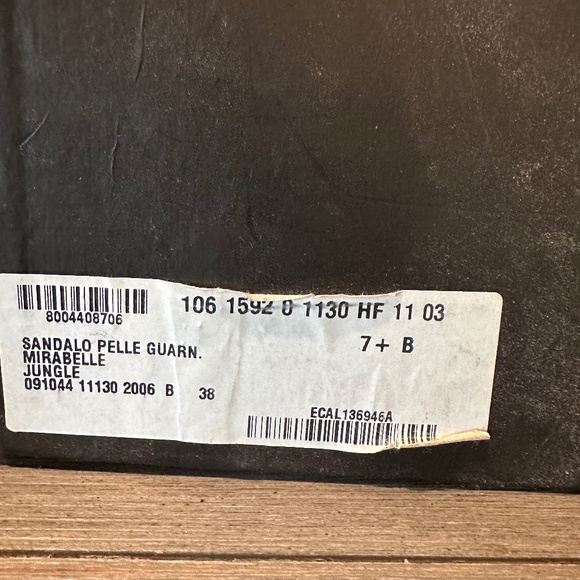 106 1592 0 1130 HF 11 03
8004408706
7+ B
SANDALO PELLE GUARN.
MIRABELLE
JUNGLE
091044 11130 2006 B 38
ECAL136946A